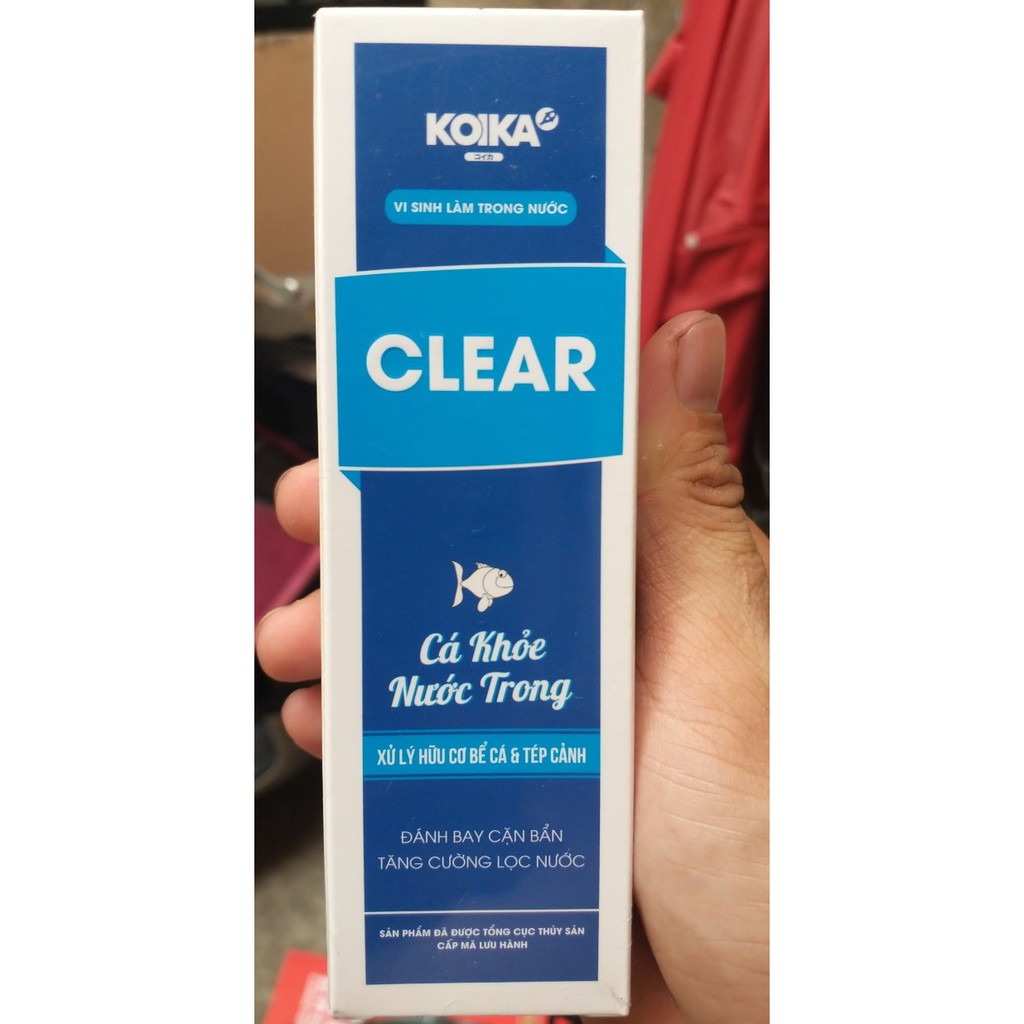 KOIKA
コイカ
VI SINH LÀM TRONG NƯỚC
CLEAR
Cá Khỏe
Nước Trong
XỬ LÝ HỮU CƠ BỂ CÁ & TÉP CẢNH
ĐÁNH BAY CẶN BẨN
TĂNG CƯỜNG LỌC NƯỚC
SẢN PHẨM ĐÃ ĐƯỢC TỔNG CỤC THỦY SẢN
CẤP MÃ LƯU HÀNH